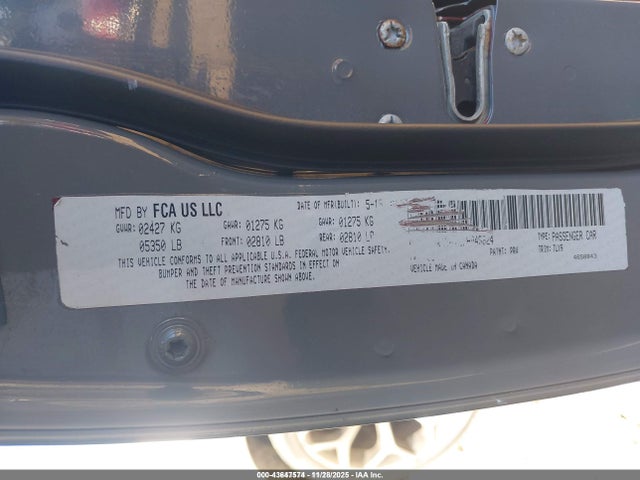 MFD BY FCA US LLC
DATE OF MFR(BUILT): 5-19
GVWR: 02427 KG GAWR: 01275 KG GAWR: 01275 KG
05350 LB FRONT: 02810 LB REAR: 02810 LB
THIS VEHICLE CONFORMS TO ALL APPLICABLE U.S.A. FEDERAL MOTOR VEHICLE SAFETY,
BUMPER AND THEFT PREVENTION STANDARDS IN EFFECT ON
THE DATE OF MANUFACTURE SHOWN ABOVE.
TYPE: PASSENGER CAR
VEHICLE MADE IN CANADA
PAINT: TRIM:
000-43647574 - 11/28/2025 - ©IAA
Copyright IAA, Inc.